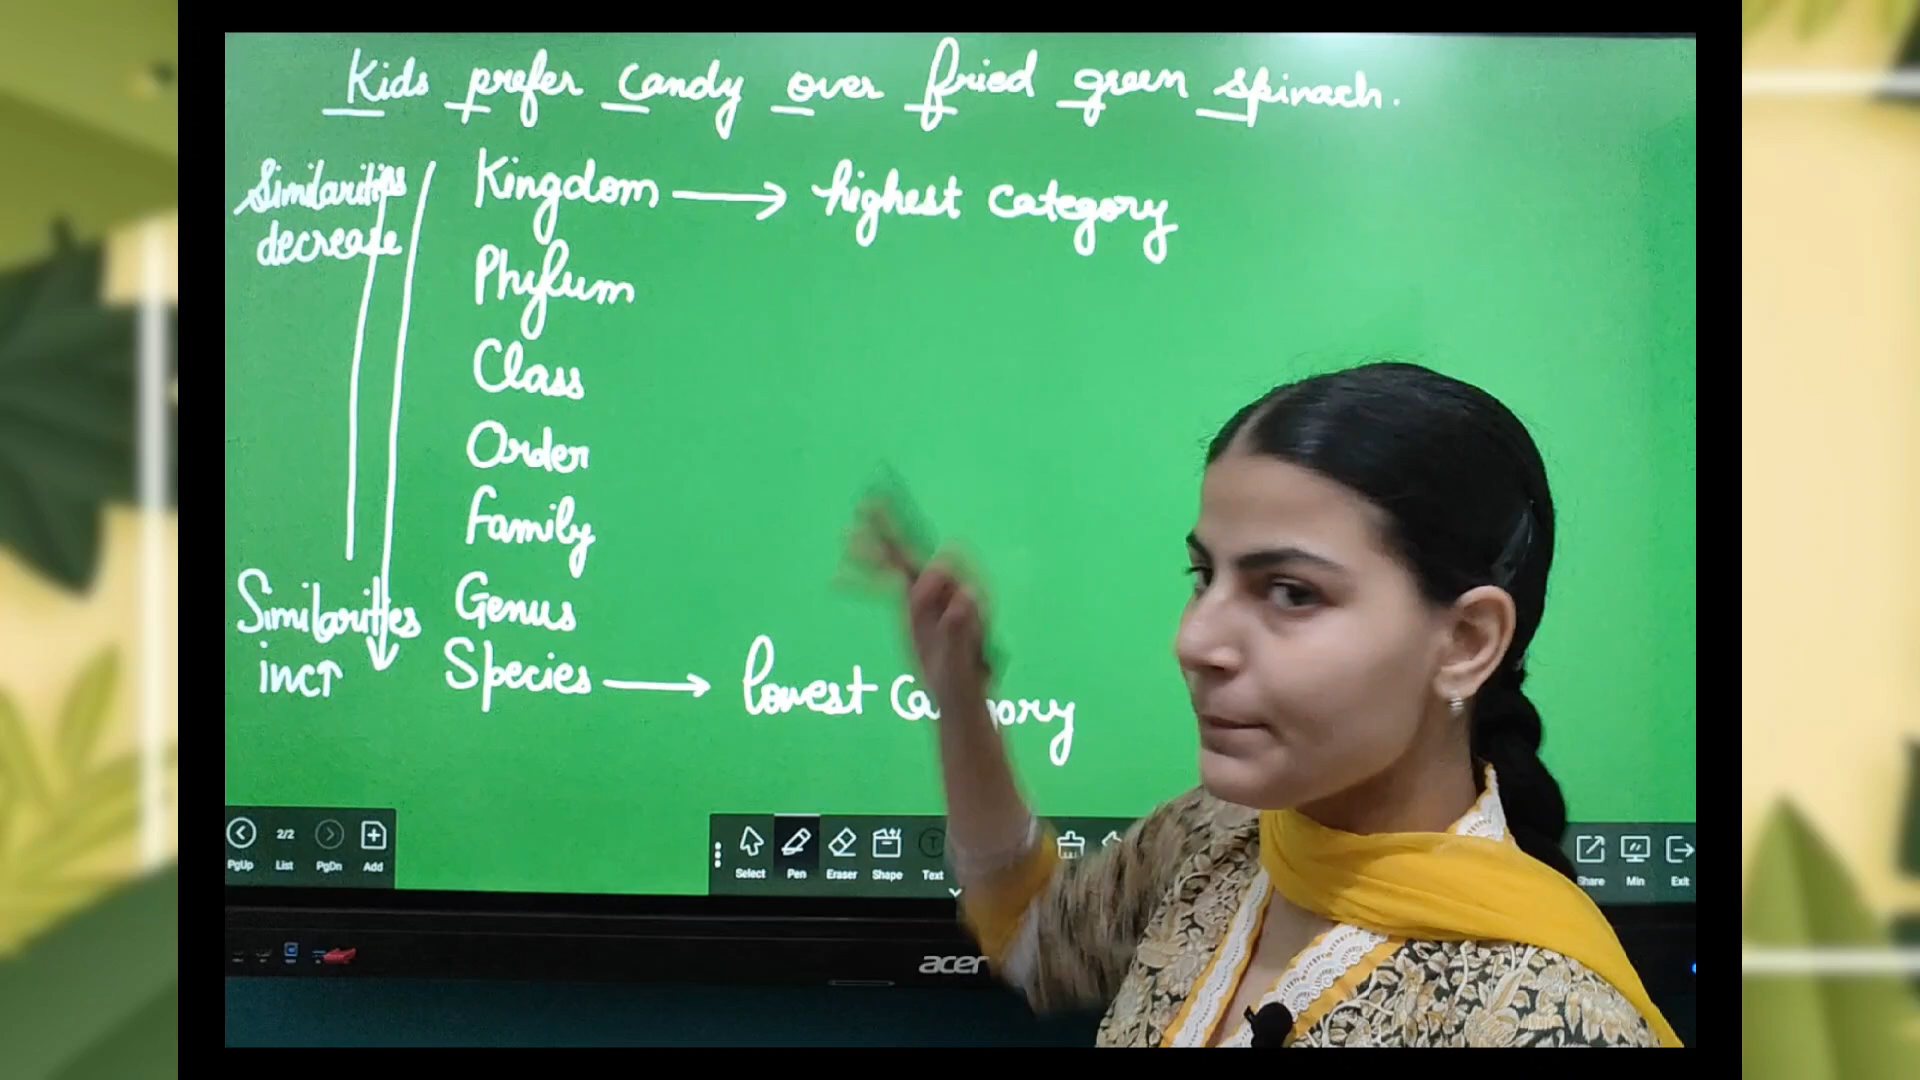 Kids prefer candy over fried green spinach.
Similarities
decrease
Kingdom → highest category
Phylum
Class
Order
Family
Genus
Similarities
inc↑
Species → lowest
PgUp
2/2
List
PgDn
Add
Select
Pen
Eraser
Shape
Text
Share
Min
Exit
acer